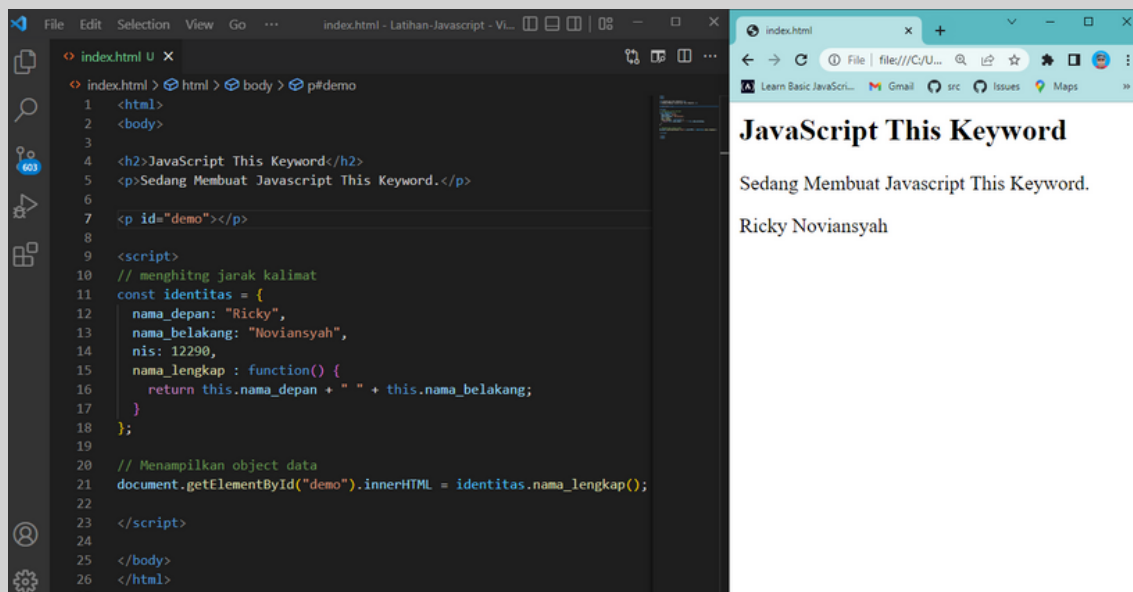 File Edit Selection View Go ··· index.html - Latihan-Javascript - Vi...
index.html U
index.html > html > body > p#demo
1 <html>
2 <body>
3
4 <h2>JavaScript This Keyword</h2>
5 <p>Sedang Membuat Javascript This Keyword.</p>
6
7 <p id="demo"></p>
8
9 <script>
10 // menghitng jarak kalimat
11 const identitas = {
12 nama_depan: "Ricky",
13 nama_belakang: "Noviansyah",
14 nis: 12290,
15 nama_lengkap : function() {
16 return this.nama_depan + " " + this.nama_belakang;
17 }
18 };
19
20 // Menampilkan object data
21 document.getElementById("demo").innerHTML = identitas.nama_lengkap();
22
23 </script>
24
25 </body>
26 </html>
603
index.html
File | file:///C:/U...
Learn Basic JavaScri... Gmail src Issues Maps »
JavaScript This Keyword
Sedang Membuat Javascript This Keyword.
Ricky Noviansyah